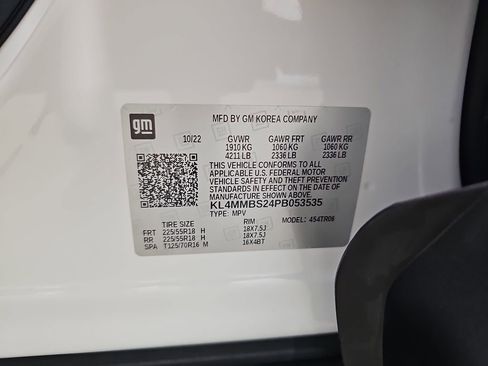 gm
MFD BY GM KOREA COMPANY
10/22 GVWR GAWR FRT GAWR RR
1910 KG 1060 KG 1060 KG
4211 LB 2336 LB 2336 LB
THIS VEHICLE CONFORMS TO ALL
APPLICABLE U.S. FEDERAL MOTOR
VEHICLE SAFETY AND THEFT PREVENTION
STANDARDS IN EFFECT ON THE DATE OF
MANUFACTURE SHOWN ABOVE.
KL4MMBS24PB053535
TYPE: MPV MODEL: 4S4TR06
TIRE SIZE RIM
FRT 225/55R18 H 18X7.5J
RR 225/55R18 H 18X7.5J
SPA T125/70R16 M 16X4BT